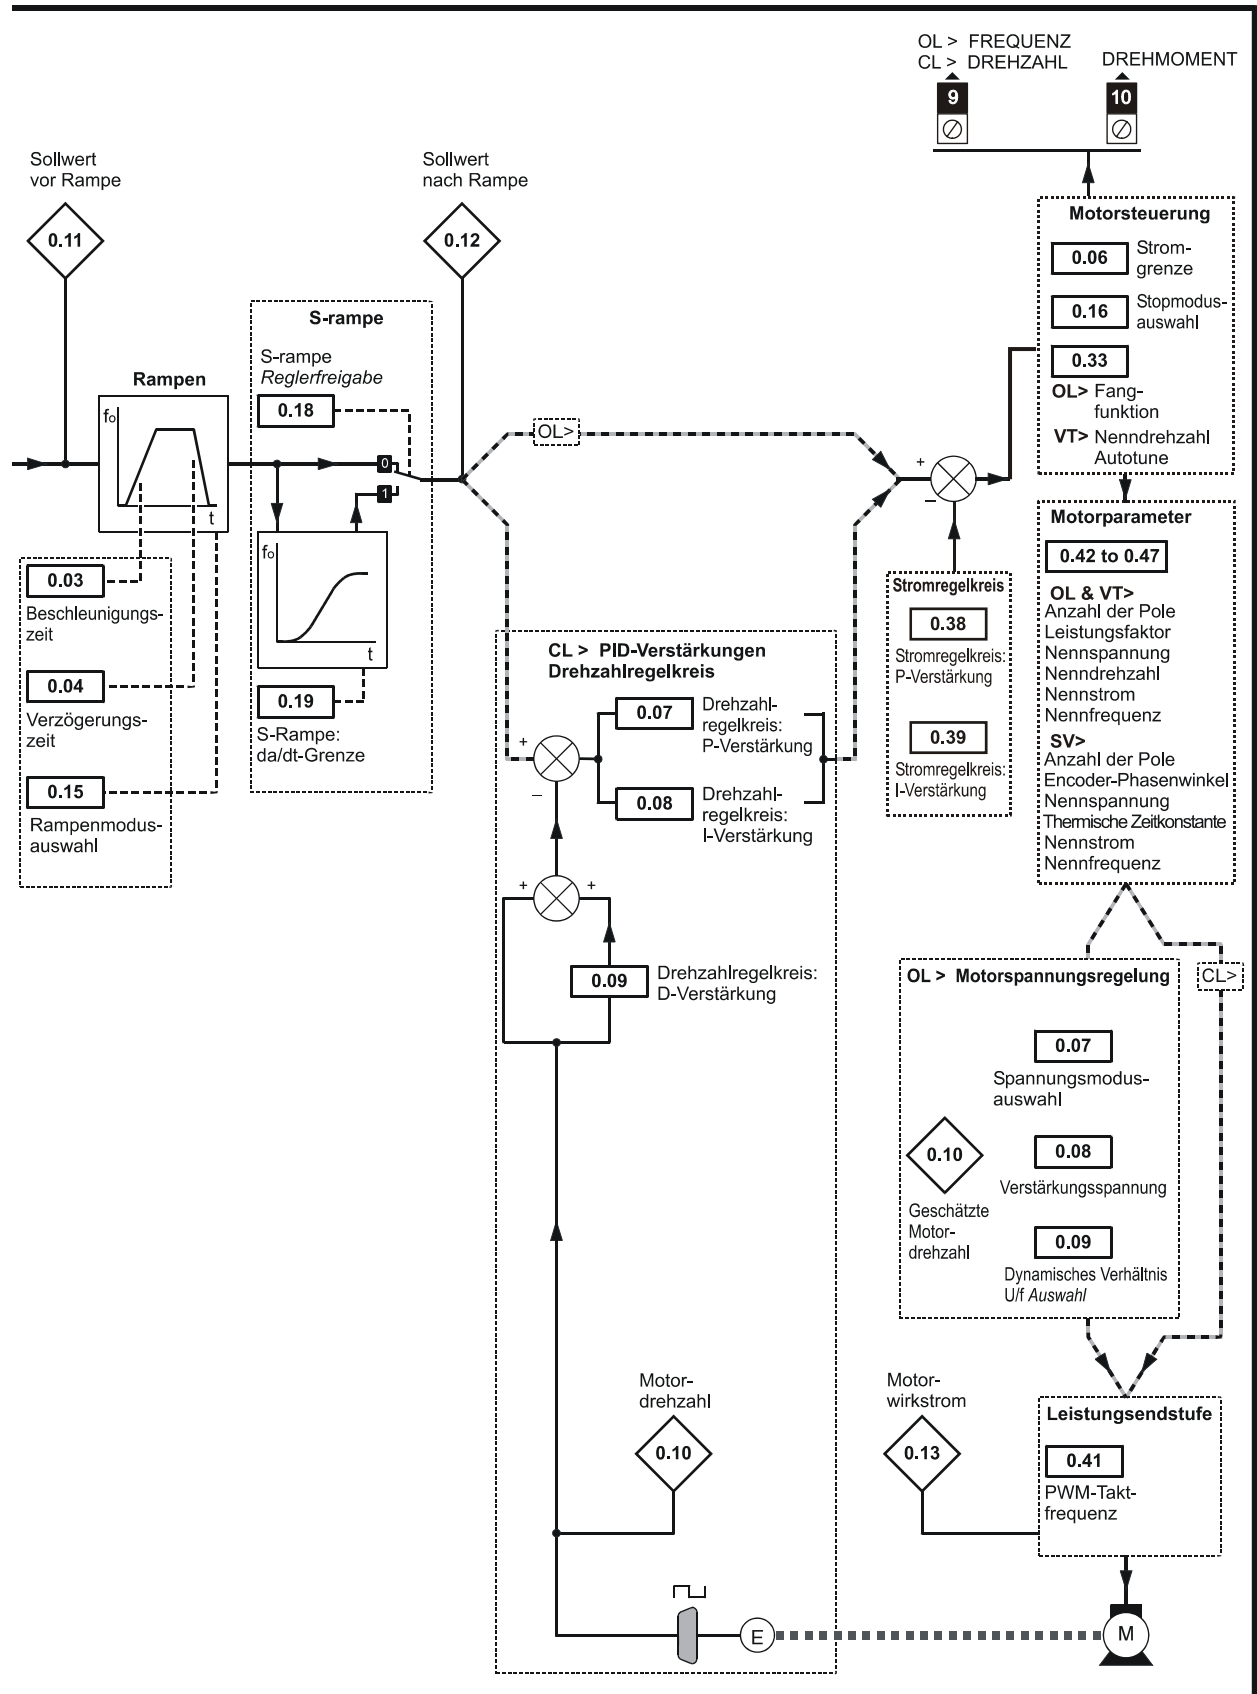 OL > FREQUENZ
CL > DREHZAHL
DREHMOMENT
9
10
Sollwert
vor Rampe
0.11
Sollwert
nach Rampe
0.12
Rampen
fo
t
0.03
Beschleunigungs-
zeit
0.04
Verzögerungs-
zeit
0.15
Rampenmodus-
auswahl
S-rampe
S-rampe
Reglerfreigabe
0.18
0
1
fo
t
0.19
S-Rampe:
da/dt-Grenze
OL>
+
–
CL > PID-Verstärkungen
Drehzahlregelkreis
+
–
0.07
Drehzahl-
regelkreis:
P-Verstärkung
0.08
Drehzahl-
regelkreis:
I-Verstärkung
+
+
0.09
Drehzahlregelkreis:
D-Verstärkung
Motor-
drehzahl
0.10
E
Stromregelkreis
0.38
Stromregelkreis:
P-Verstärkung
0.39
Stromregelkreis:
I-Verstärkung
Motorsteuerung
0.06
Strom-
grenze
0.16
Stopmodus-
auswahl
0.33
OL> Fang-
funktion
VT> Nenndrehzahl
Autotune
Motorparameter
0.42 to 0.47
OL & VT>
Anzahl der Pole
Leistungsfaktor
Nennspannung
Nenndrehzahl
Nennstrom
Nennfrequenz
SV>
Anzahl der Pole
Encoder-Phasenwinkel
Nennspannung
Thermische Zeitkonstante
Nennstrom
Nennfrequenz
OL > Motorspannungsregelung
CL>
0.07
Spannungsmodus-
auswahl
0.10
Geschätzte
Motor-
drehzahl
0.08
Verstärkungsspannung
0.09
Dynamisches Verhältnis
U/f Auswahl
Motor-
wirkstrom
0.13
Leistungsendstufe
0.41
PWM-Takt-
frequenz
M